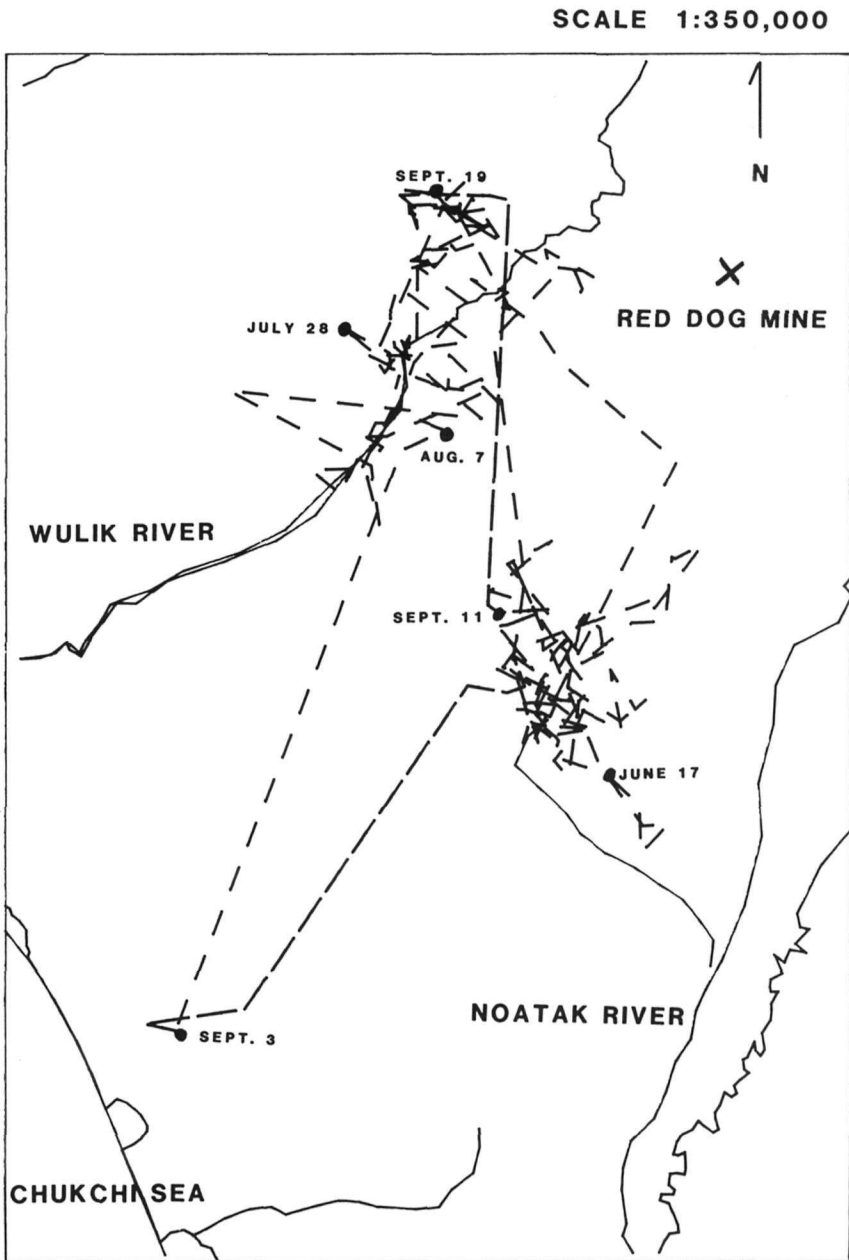 SCALE 1:350,000
N
SEPT. 19
RED DOG MINE
JULY 28
AUG. 7
WULIK RIVER
SEPT. 11
JUNE 17
NOATAK RIVER
SEPT. 3
CHUKCHI SEA